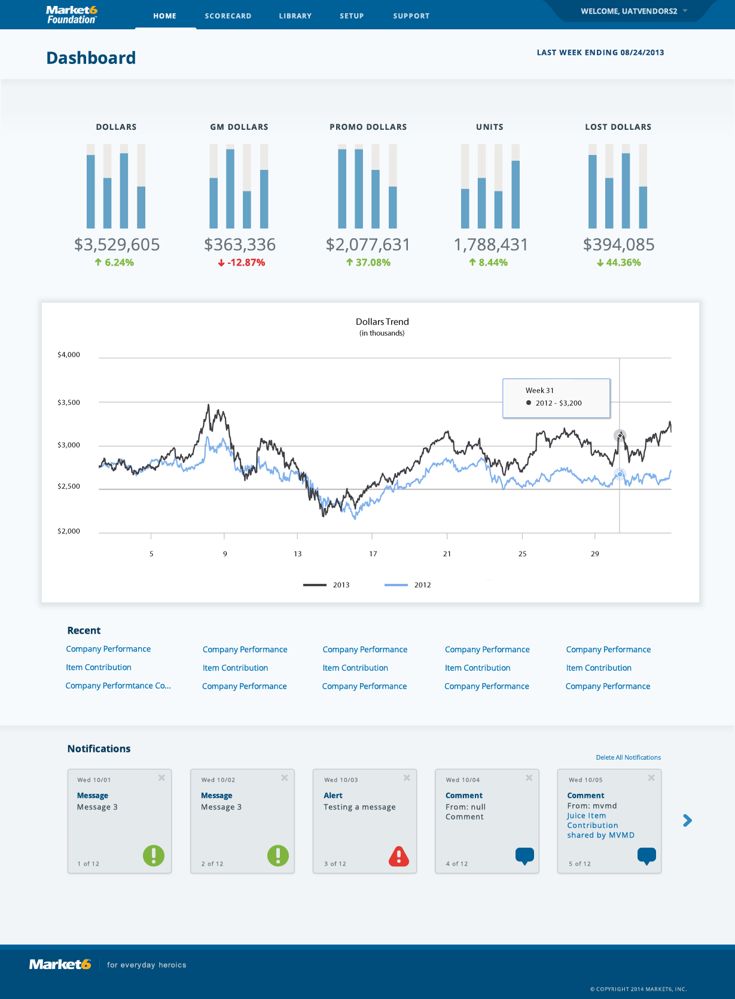 Market6
Foundation™
HOME
SCORECARD
LIBRARY
SETUP
SUPPORT
WELCOME, UATVENDORS2
Dashboard
LAST WEEK ENDING 08/24/2013
DOLLARS
GM DOLLARS
PROMO DOLLARS
UNITS
LOST DOLLARS
$3,529,605
$363,336
$2,077,631
1,788,431
$394,085
6.24%
-12.87%
37.08%
8.44%
44.36%
Dollars Trend
(in thousands)
$4,000
$3,500
$3,000
$2,500
$2,000
Week 31
2012 - $3,200
5
9
13
17
21
25
29
2013
2012
Recent
Company Performance
Company Performance
Company Performance
Company Performance
Company Performance
Item Contribution
Item Contribution
Item Contribution
Item Contribution
Item Contribution
Company Performtance Co...
Company Performance
Company Performance
Company Performance
Company Performance
Notifications
Delete All Notifications
Wed 10/01
Message
Message 3
1 of 12
Wed 10/02
Message
Message 3
2 of 12
Wed 10/03
Alert
Testing a message
3 of 12
Wed 10/04
Comment
From: null
Comment
4 of 12
Wed 10/05
Comment
From: mvmd
Juice Item
Contribution
shared by MVMD
5 of 12
Market6
for everyday heroics
© COPYRIGHT 2014 MARKET6, INC.